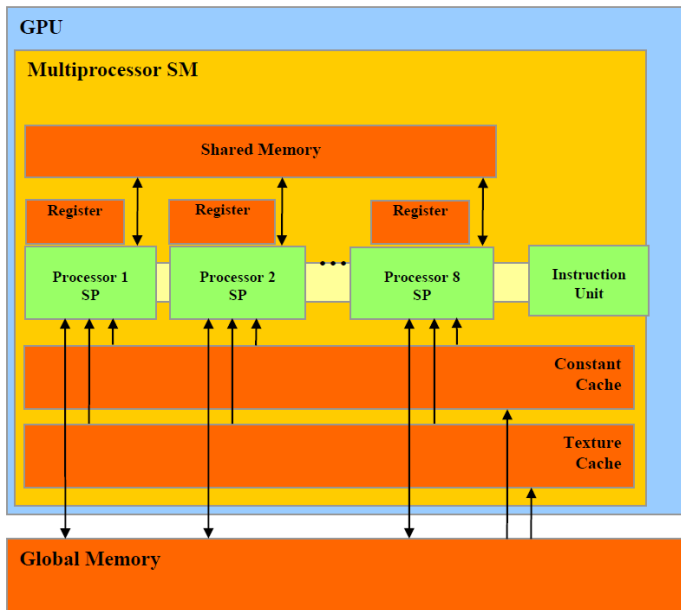 GPU
Multiprocessor SM
Shared Memory
Register
Register
Register
Processor 1
SP
Processor 2
SP
...
Processor 8
SP
Instruction
Unit
Constant
Cache
Texture
Cache
Global Memory